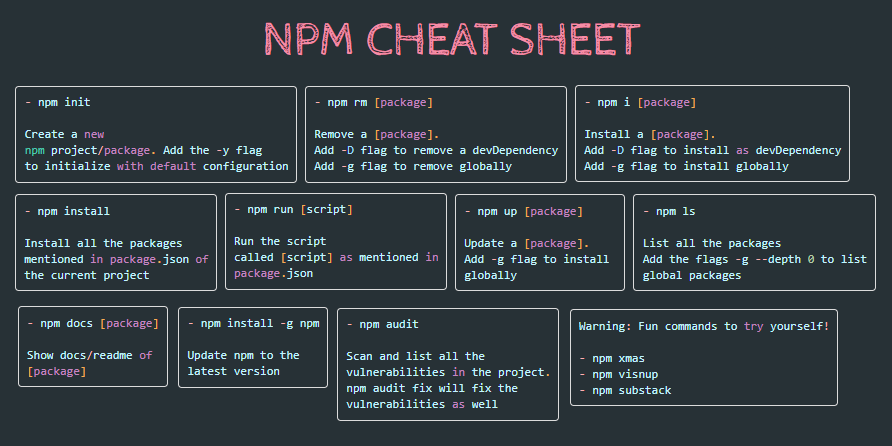 NPM CHEAT SHEET
- npm init
Create a new
npm project/package. Add the -y flag
to initialize with default configuration
- npm rm [package]
Remove a [package].
Add -D flag to remove a devDependency
Add -g flag to remove globally
- npm i [package]
Install a [package].
Add -D flag to install as devDependency
Add -g flag to install globally
- npm install
Install all the packages
mentioned in package.json of
the current project
- npm run [script]
Run the script
called [script] as mentioned in
package.json
- npm up [package]
Update a [package].
Add -g flag to install
globally
- npm ls
List all the packages
Add the flags -g --depth 0 to list
global packages
- npm docs [package]
Show docs/readme of
[package]
- npm install -g npm
Update npm to the
latest version
- npm audit
Scan and list all the
vulnerabilities in the project.
npm audit fix will fix the
vulnerabilities as well
Warning: Fun commands to try yourself!
- npm xmas
- npm visnup
- npm substack